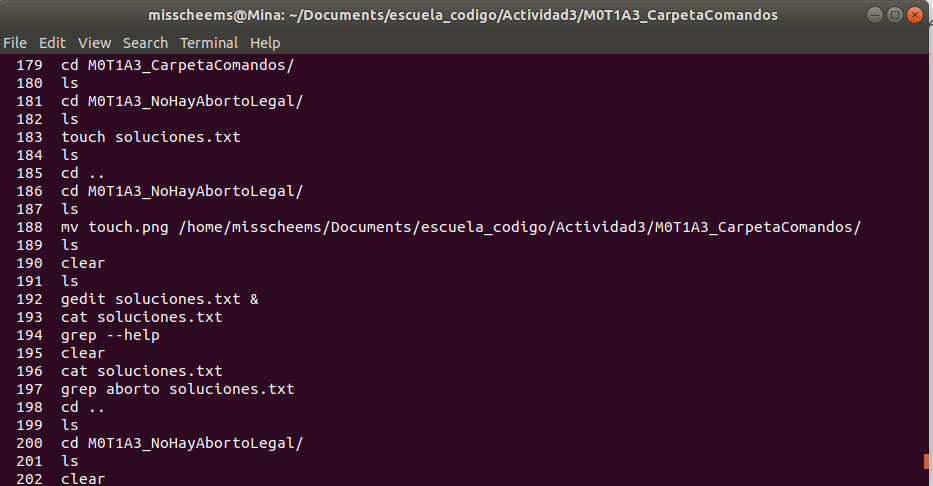 misscheems@Mina: ~/Documents/escuela_codigo/Actividad3/M0T1A3_CarpetaComandos
File Edit View Search Terminal Help
179 cd M0T1A3_CarpetaComandos/
180 ls
181 cd M0T1A3_NoHayAbortoLegal/
182 ls
183 touch soluciones.txt
184 ls
185 cd ..
186 cd M0T1A3_NoHayAbortoLegal/
187 ls
188 mv touch.png /home/misscheems/Documents/escuela_codigo/Actividad3/M0T1A3_CarpetaComandos/
189 ls
190 clear
191 ls
192 gedit soluciones.txt &
193 cat soluciones.txt
194 grep --help
195 clear
196 cat soluciones.txt
197 grep aborto soluciones.txt
198 cd ..
199 ls
200 cd M0T1A3_NoHayAbortoLegal/
201 ls
202 clear